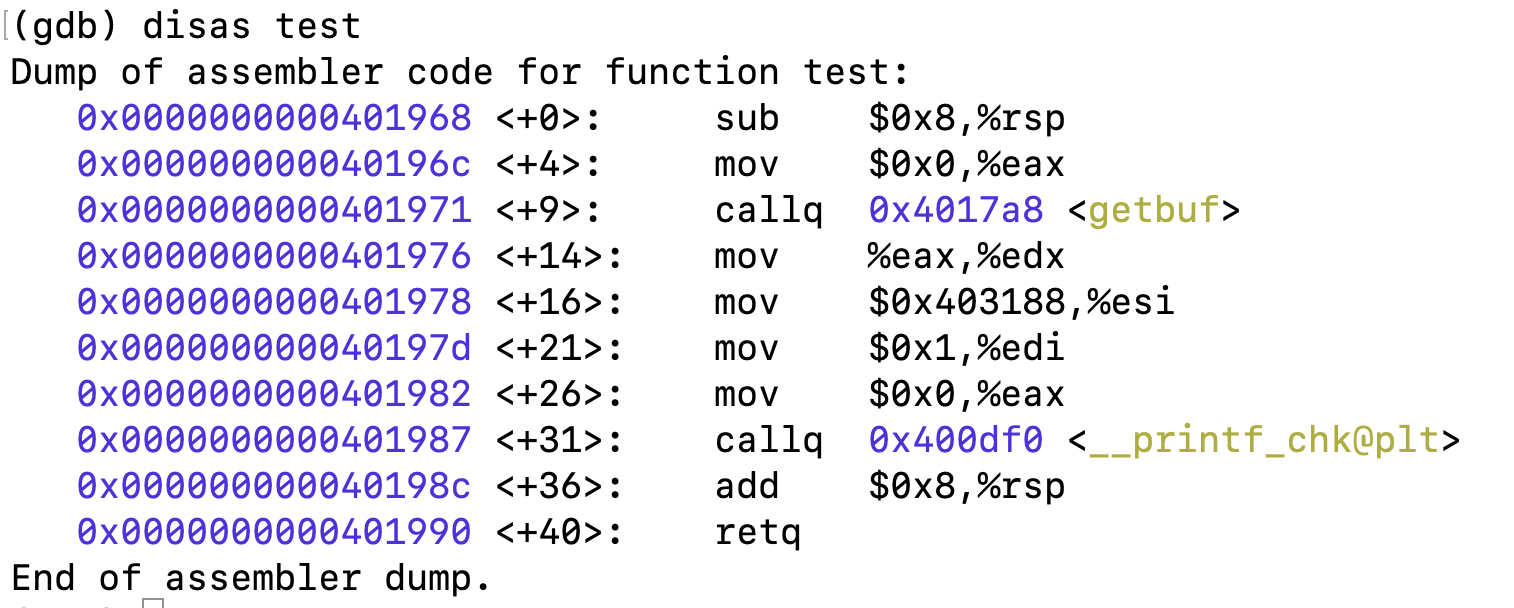 (gdb) disas test
Dump of assembler code for function test:
   0x0000000000401968 <+0>:     sub    $0x8,%rsp
   0x000000000040196c <+4>:     mov    $0x0,%eax
   0x0000000000401971 <+9>:     callq  0x4017a8 <getbuf>
   0x0000000000401976 <+14>:    mov    %eax,%edx
   0x0000000000401978 <+16>:    mov    $0x403188,%esi
   0x000000000040197d <+21>:    mov    $0x1,%edi
   0x0000000000401982 <+26>:    mov    $0x0,%eax
   0x0000000000401987 <+31>:    callq  0x400df0 <__printf_chk@plt>
   0x000000000040198c <+36>:    add    $0x8,%rsp
   0x0000000000401990 <+40>:    retq
End of assembler dump.